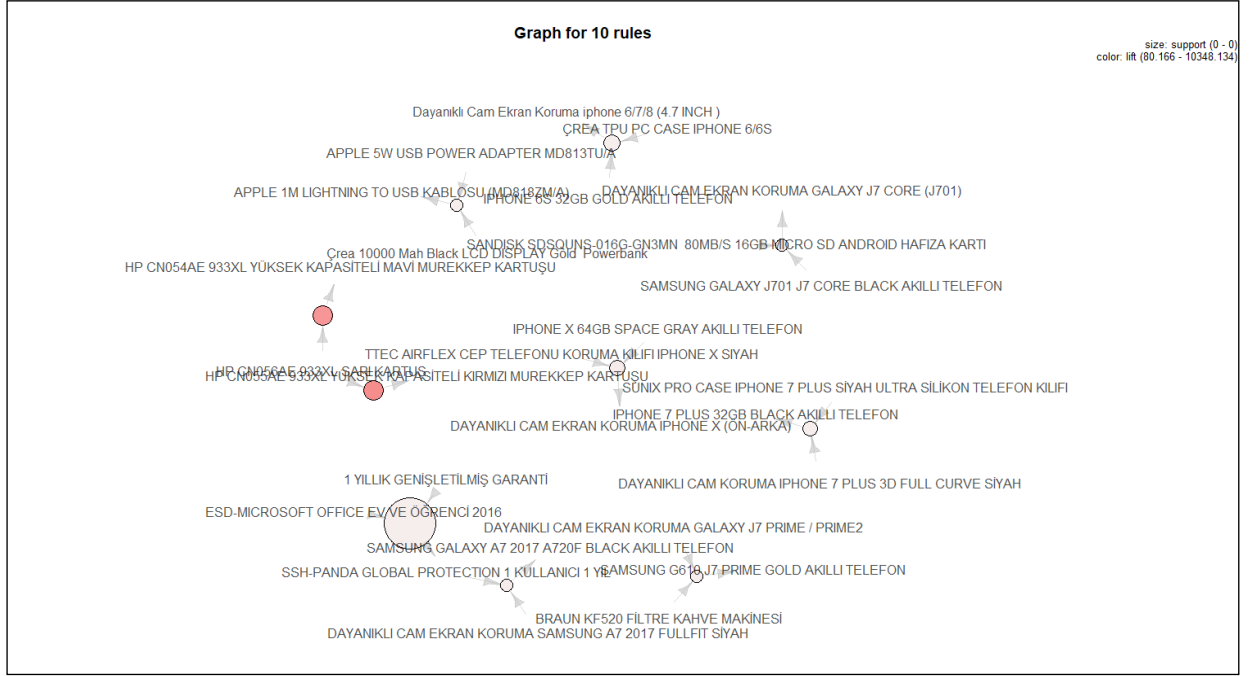 Graph for 10 rules
size: support (0 - 0)
color: lift (80.166 - 10348.134)
Dayanıklı Cam Ekran Koruma iphone 6/7/8 (4.7 INCH )
ÇREA TPU PC CASE IPHONE 6/6S
APPLE 5W USB POWER ADAPTER MD813TU/A
APPLE 1M LIGHTNING TO USB KABLOSU (MD818ZM/A)
DAYANIKLI CAM EKRAN KORUMA GALAXY J7 CORE (J701)
IPHONE 6S 32GB GOLD AKILLI TELEFON
SANDISK SDSQUNS-016G-GN3MN 80MB/S 16GB MICRO SD ANDROID HAFIZA KARTI
Çrea 10000 Mah Black LCD DISPLAY Gold Powerbank
HP CN054AE 933XL YÜKSEK KAPASİTELİ MAVİ MUREKKEP KARTUŞU
SAMSUNG GALAXY J701 J7 CORE BLACK AKILLI TELEFON
IPHONE X 64GB SPACE GRAY AKILLI TELEFON
TTEC AIRFLEX CEP TELEFONU KORUMA KILIFI IPHONE X SIYAH
HP CN056AE 933XL SARI KARTUŞ
HP CN055AE 933XL YÜKSEK KAPASİTELİ KIRMIZI MUREKKEP KARTUŞU
SUNIX PRO CASE IPHONE 7 PLUS SİYAH ULTRA SİLİKON TELEFON KILIFI
IPHONE 7 PLUS 32GB BLACK AKILLI TELEFON
DAYANIKLI CAM EKRAN KORUMA IPHONE X (ÖN-ARKA)
1 YILLIK GENİŞLETİLMİŞ GARANTİ
DAYANIKLI CAM KORUMA IPHONE 7 PLUS 3D FULL CURVE SİYAH
ESD-MICROSOFT OFFICE EV VE ÖĞRENCİ 2016
DAYANIKLI CAM EKRAN KORUMA GALAXY J7 PRIME / PRIME2
SAMSUNG GALAXY A7 2017 A720F BLACK AKILLI TELEFON
SSH-PANDA GLOBAL PROTECTION 1 KULLANICI 1 YIL
SAMSUNG G610 J7 PRIME GOLD AKILLI TELEFON
BRAUN KF520 FİLTRE KAHVE MAKİNESİ
DAYANIKLI CAM EKRAN KORUMA SAMSUNG A7 2017 FULLFIT SİYAH